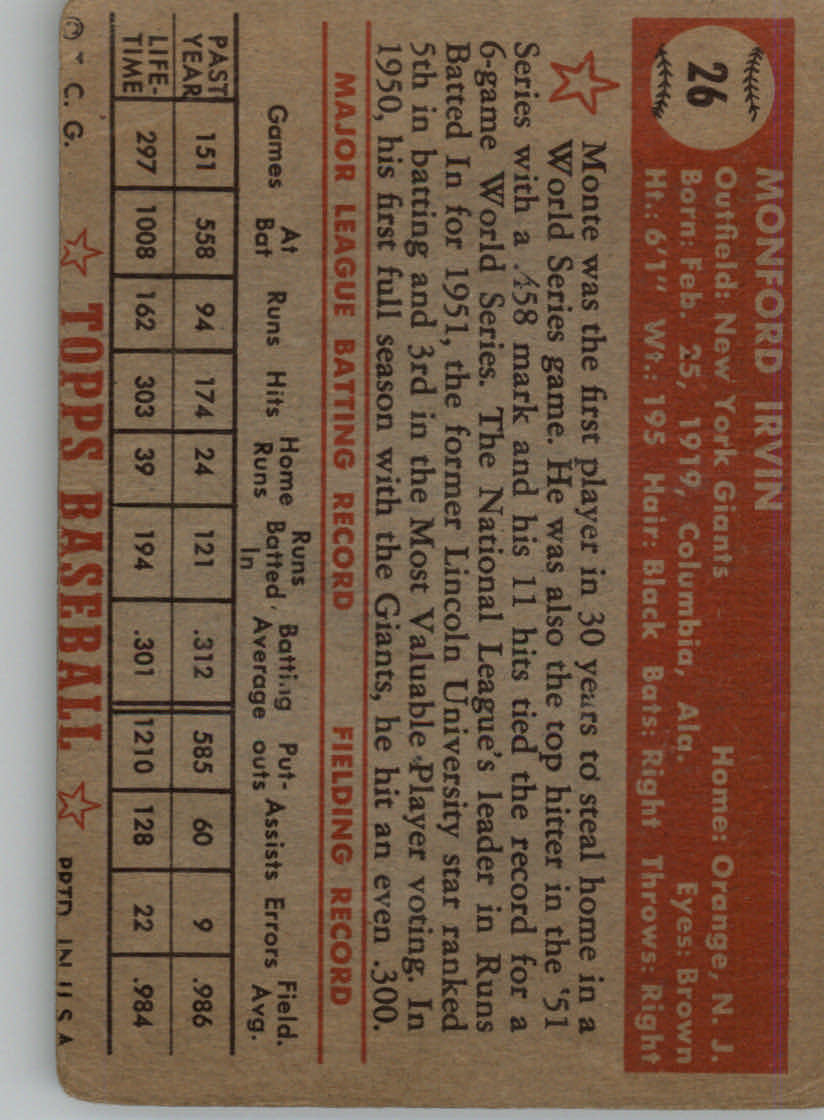 26
MONFORD IRVIN
Outfield: New York Giants Home: Orange, N. J.
Born: Feb. 25, 1919, Columbia, Ala. Eyes: Brown
Ht.: 6'1" Wt.: 195 Hair: Black Bats: Right Throws: Right
Monte was the first player in 30 years to steal home in a
World Series game. He was also the top hitter in the '51
Series with a .458 mark and his 11 hits tied the record for a
6-game World Series. The National League's leader in Runs
Batted In for 1951, the former Lincoln University star ranked
5th in batting and 3rd in the Most Valuable Player voting. In
1950, his first full season with the Giants, he hit an even .300.
MAJOR LEAGUE BATTING RECORD FIELDING RECORD
Games At Bat Runs Hits Home Runs Runs Batted In Batting Average Put-outs Assists Errors Field. Avg.
PAST YEAR 151 558 94 174 24 121 .312 585 60 9 .986
LIFE-TIME 297 1008 162 303 39 194 .301 1210 128 22 .984
© T. C. G. TOPPS BASEBALL PRTD. IN U.S.A.